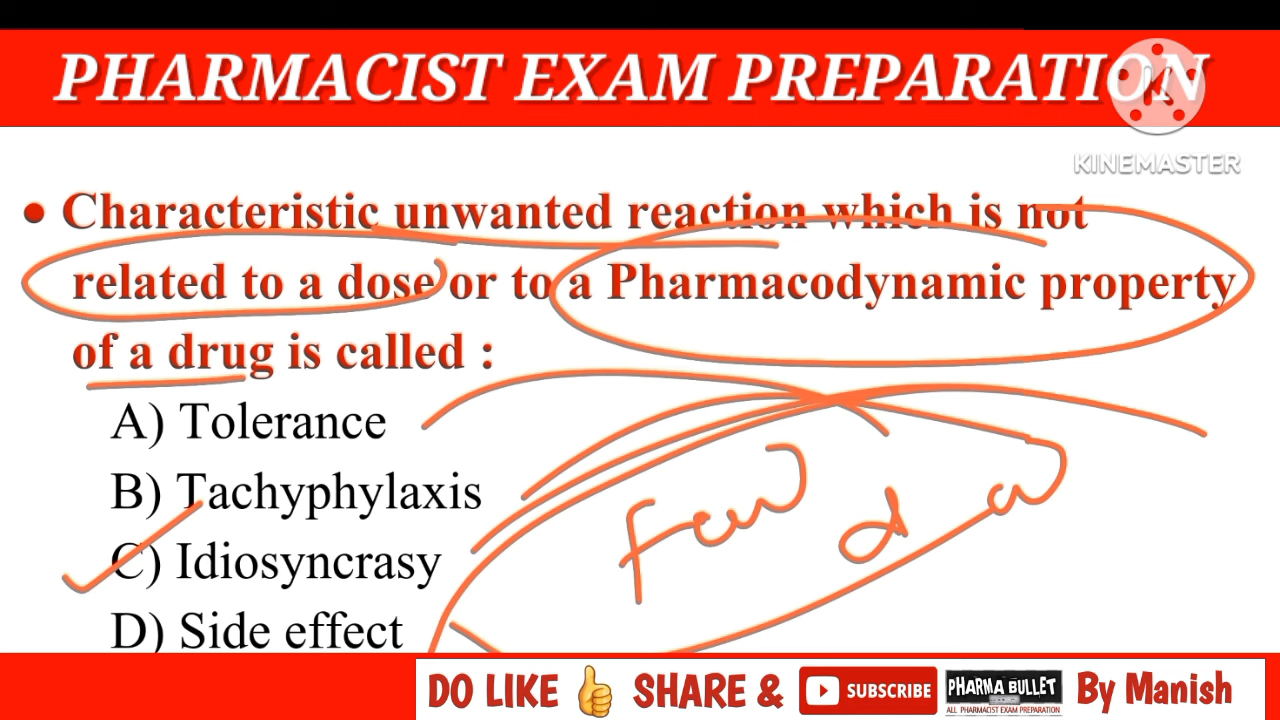 PHARMACIST EXAM PREPARATION
KINEMASTER
• Characteristic unwanted reaction which is not
related to a dose or to a Pharmacodynamic property
of a drug is called :
A) Tolerance
B) Tachyphylaxis
C) Idiosyncrasy
D) Side effect
DO LIKE SHARE & SUBSCRIBE PHARMA BULLET By Manish
ALL PHARMACIST EXAM PREPARATION